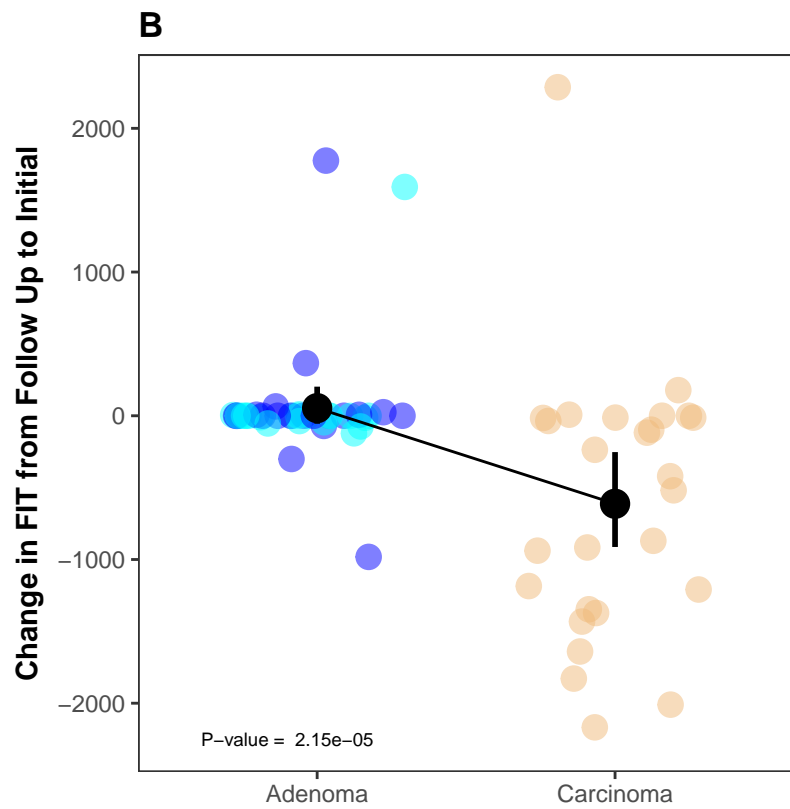 B
Change in FIT from Follow Up to Initial
2000
1000
0
−1000
−2000
P−value = 2.15e−05
Adenoma Carcinoma